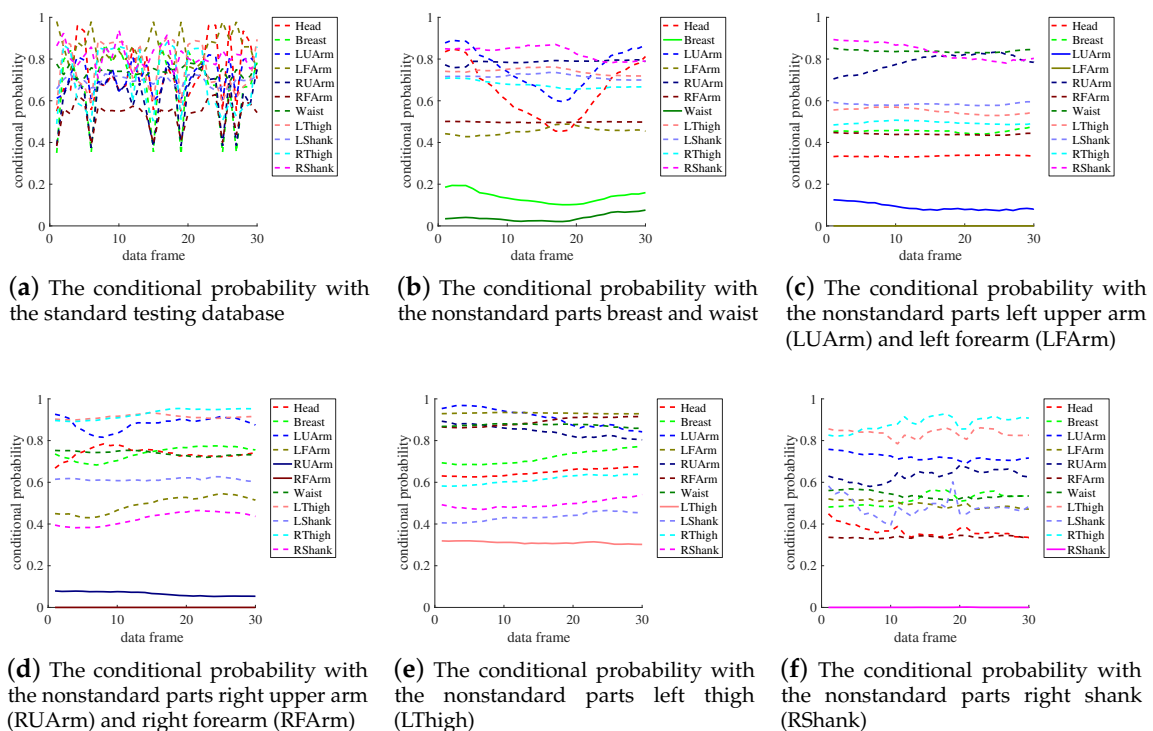 1
0.8
0.6
0.4
0.2
0
0 10 20 30
conditional probability
data frame
Head
Breast
LUArm
LFArm
RUArm
RFArm
Waist
LThigh
LShank
RThigh
RShank
(a) The conditional probability with
the standard testing database
1
0.8
0.6
0.4
0.2
0
0 10 20 30
conditional probability
data frame
Head
Breast
LUArm
LFArm
RUArm
RFArm
Waist
LThigh
LShank
RThigh
RShank
(b) The conditional probability with
the nonstandard parts breast and waist
1
0.8
0.6
0.4
0.2
0
0 10 20 30
conditional probability
data frame
Head
Breast
LUArm
LFArm
RUArm
RFArm
Waist
LThigh
LShank
RThigh
RShank
(c) The conditional probability with
the nonstandard parts left upper arm
(LUArm) and left forearm (LFArm)
1
0.8
0.6
0.4
0.2
0
0 10 20 30
conditional probability
data frame
Head
Breast
LUArm
LFArm
RUArm
RFArm
Waist
LThigh
LShank
RThigh
RShank
(d) The conditional probability with
the nonstandard parts right upper arm
(RUArm) and right forearm (RFArm)
1
0.8
0.6
0.4
0.2
0
0 10 20 30
conditional probability
data frame
Head
Breast
LUArm
LFArm
RUArm
RFArm
Waist
LThigh
LShank
RThigh
RShank
(e) The conditional probability with
the nonstandard parts left thigh
(LThigh)
1
0.8
0.6
0.4
0.2
0
0 10 20 30
conditional probability
data frame
Head
Breast
LUArm
LFArm
RUArm
RFArm
Waist
LThigh
LShank
RThigh
RShank
(f) The conditional probability with
the nonstandard parts right shank
(RShank)